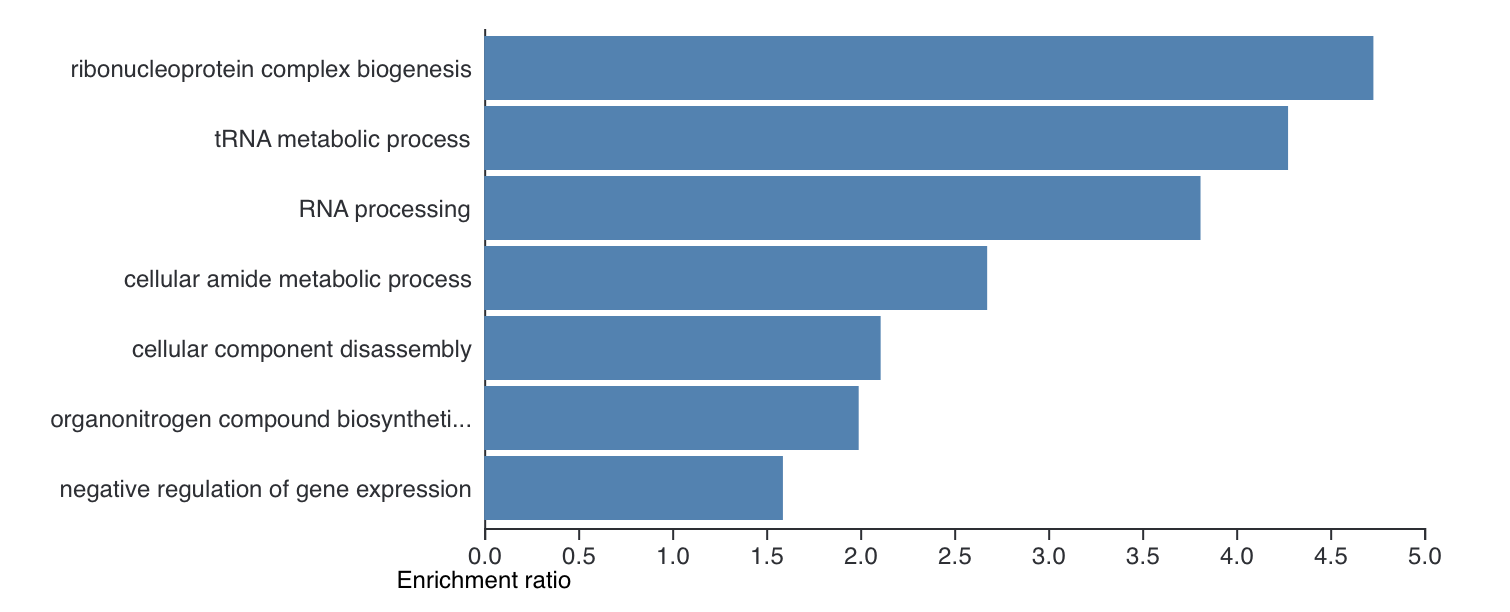 ribonucleoprotein complex biogenesis
tRNA metabolic process
RNA processing
cellular amide metabolic process
cellular component disassembly
organonitrogen compound biosyntheti...
negative regulation of gene expression
0.0 0.5 1.0 1.5 2.0 2.5 3.0 3.5 4.0 4.5 5.0
Enrichment ratio